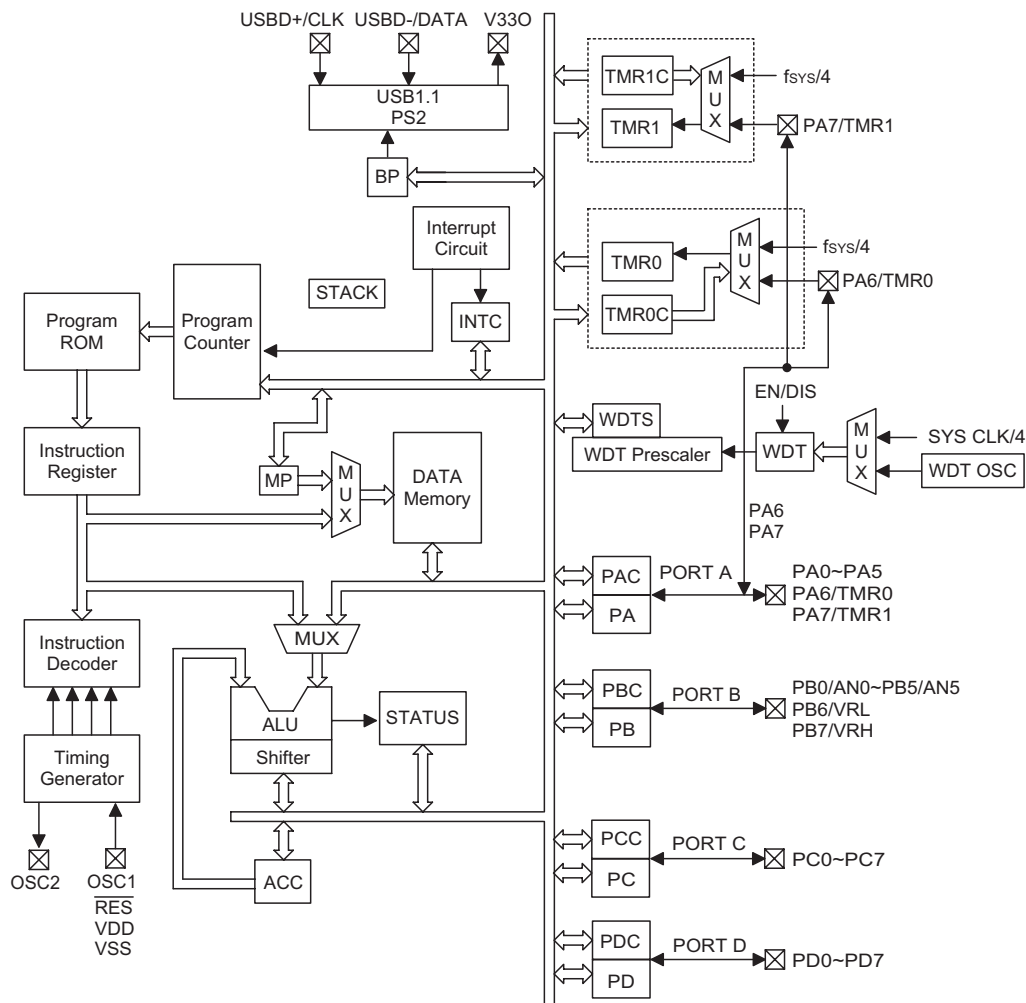 USBD+/CLK USBD-/DATA V33O
USB1.1
PS2
BP
TMR1C
TMR1
MUX
fSYS/4
PA7/TMR1
Interrupt
Circuit
STACK
INTC
Program
ROM
Program
Counter
TMR0
TMR0C
MUX
fSYS/4
PA6/TMR0
EN/DIS
WDTS
WDT Prescaler
WDT
MUX
SYS CLK/4
WDT OSC
Instruction
Register
MP
MUX
DATA
Memory
PA6
PA7
PAC
PA
PORT A
PA0~PA5
PA6/TMR0
PA7/TMR1
Instruction
Decoder
MUX
ALU
Shifter
STATUS
PBC
PB
PORT B
PB0/AN0~PB5/AN5
PB6/VRL
PB7/VRH
Timing
Generator
OSC2
OSC1
RES
VDD
VSS
ACC
PCC
PC
PORT C
PC0~PC7
PDC
PD
PORT D
PD0~PD7